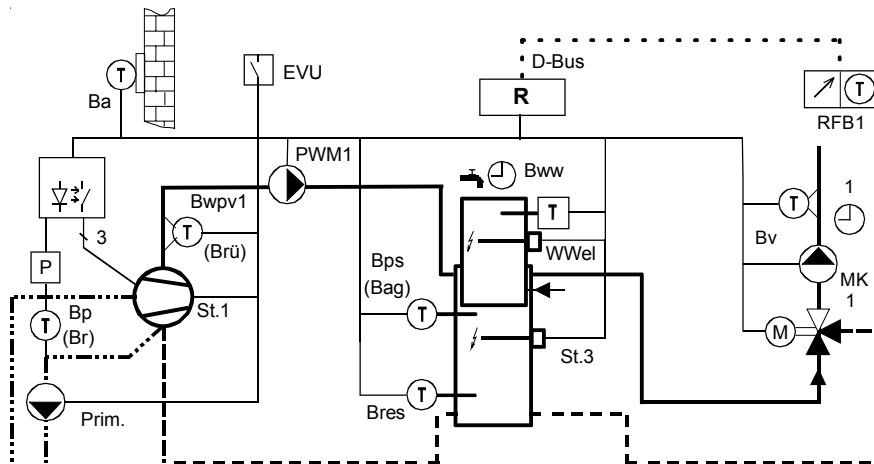 D-Bus
EVU
R
T
T
Ba
RFB1
PWM1
Bww
1
Bwpv1
T
T
3
T
(Brü)
WWel
Bv
P
Bps
(Bag)
MK
1
Bp
(Br)
St.1
T
T
M
St.3
T
Bres
Prim.